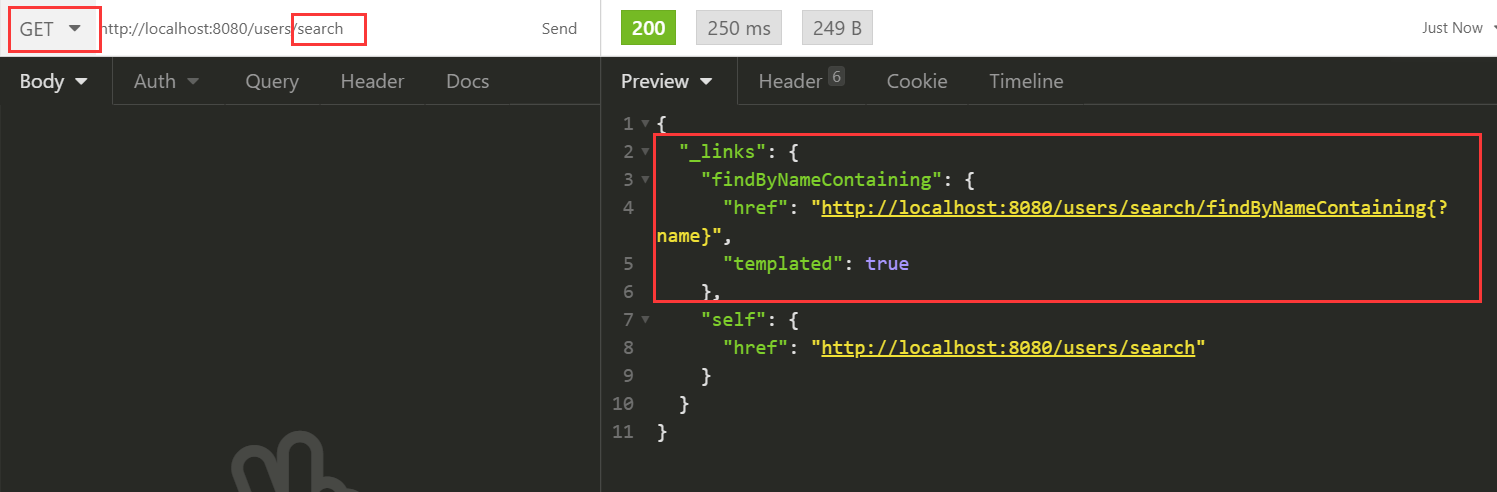 GET http://localhost:8080/users/search Send 200 250 ms 249 B Just Now
Body Auth Query Header Docs Preview Header 6 Cookie Timeline
1 {
2 "_links": {
3 "findByNameContaining": {
4 "href": "http://localhost:8080/users/search/findByNameContaining{?
name}",
5 "templated": true
6 },
7 "self": {
8 "href": "http://localhost:8080/users/search"
9 }
10 }
11 }